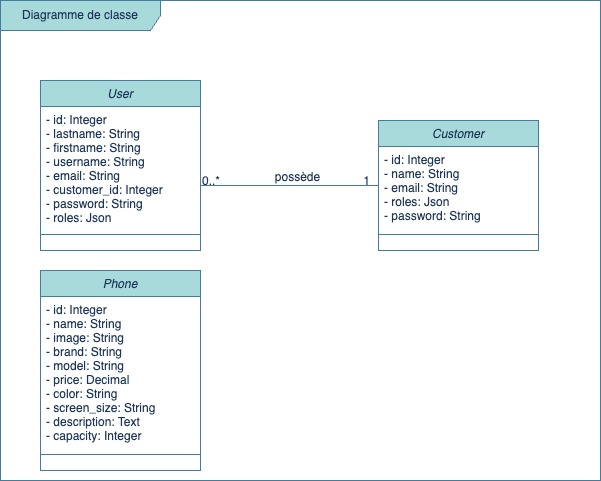 Diagramme de classe
User
- id: Integer
- lastname: String
- firstname: String
- username: String
- email: String
- customer_id: Integer
- password: String
- roles: Json
0..* possède 1
Customer
- id: Integer
- name: String
- email: String
- roles: Json
- password: String
Phone
- id: Integer
- name: String
- image: String
- brand: String
- model: String
- price: Decimal
- color: String
- screen_size: String
- description: Text
- capacity: Integer